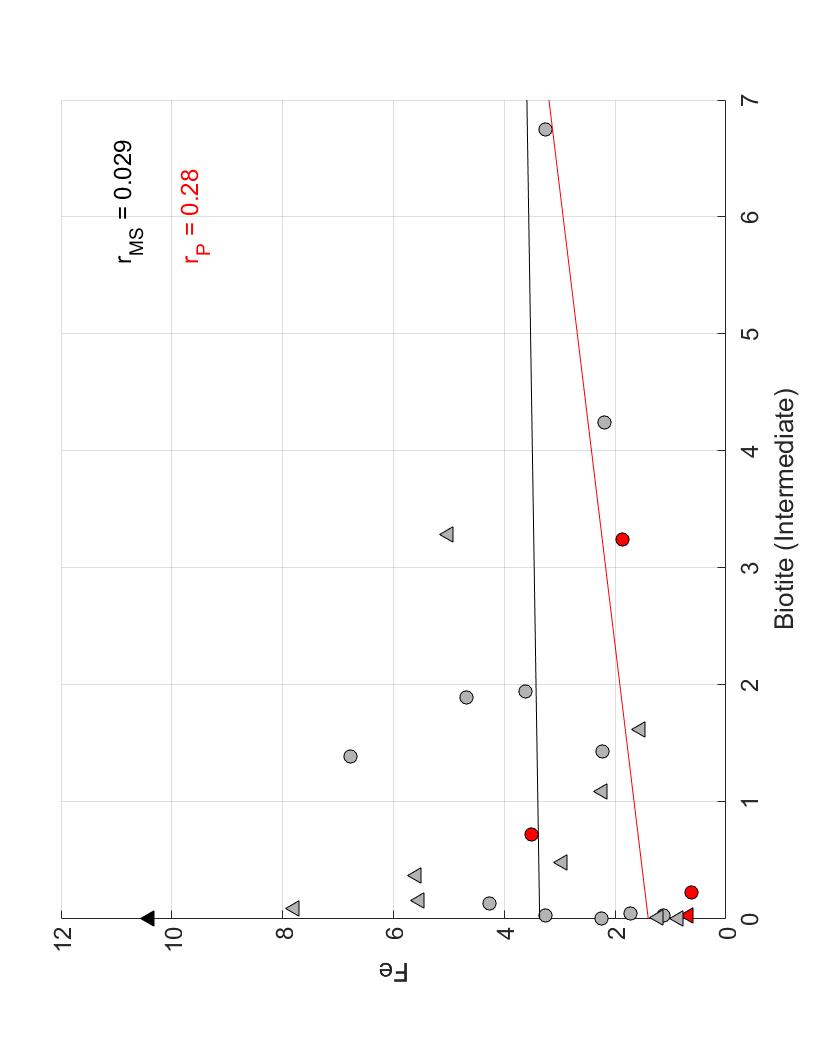 12
10
8
6
4
2
0
Fe
r_MS = 0.029
r_P = 0.28
0 1 2 3 4 5 6 7
Biotite (Intermediate)